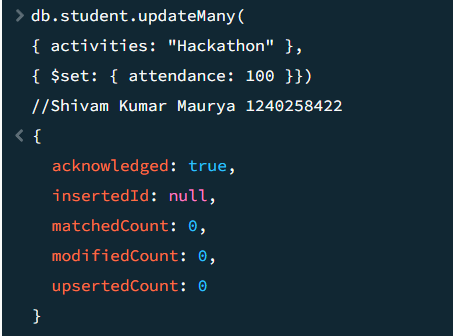 > db.student.updateMany(
{ activities: "Hackathon" },
{ $set: { attendance: 100 }})
//Shivam Kumar Maurya 1240258422
< {
acknowledged: true,
insertedId: null,
matchedCount: 0,
modifiedCount: 0,
upsertedCount: 0
}